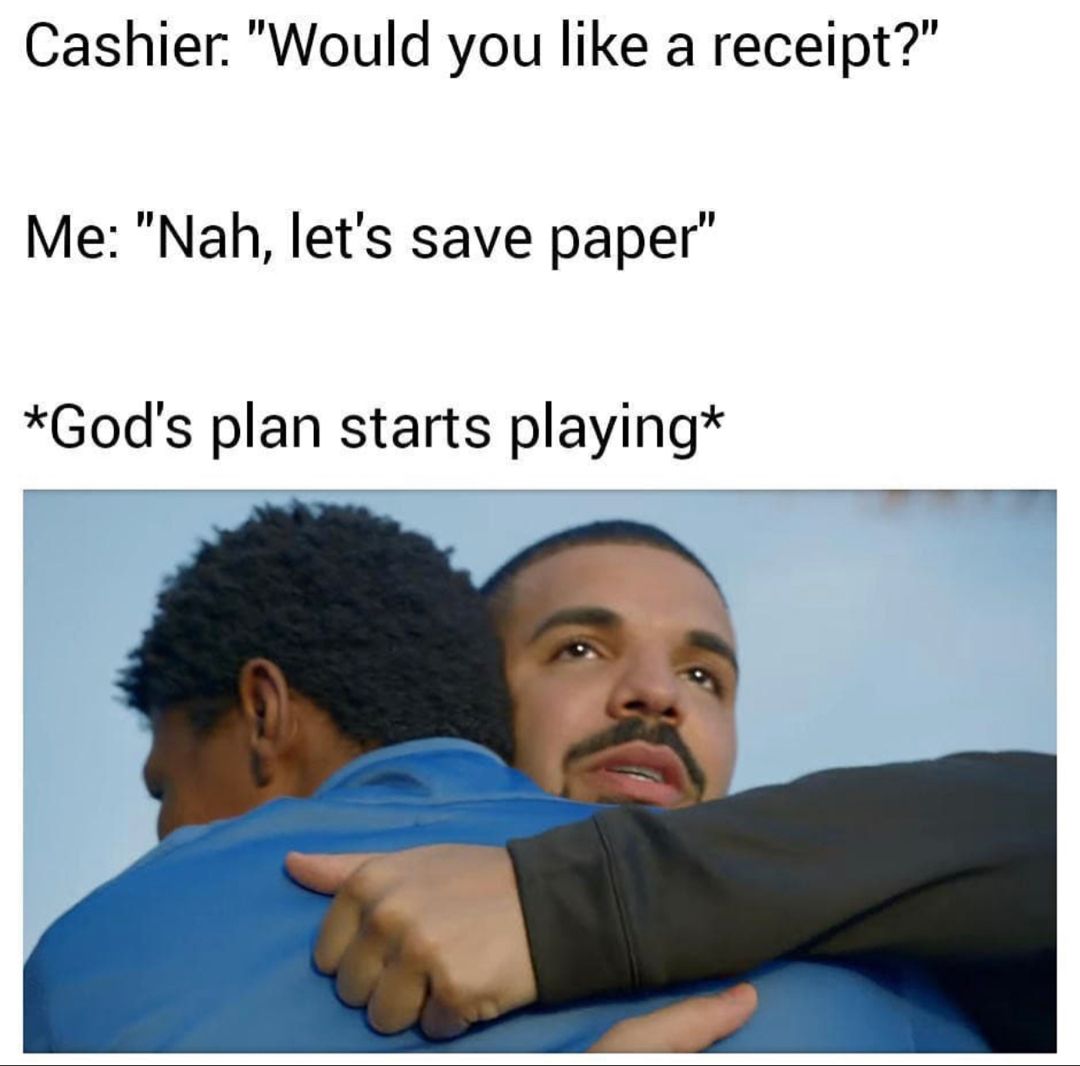 Cashier: "Would you like a receipt?"
Me: "Nah, let's save paper"
*God's plan starts playing*